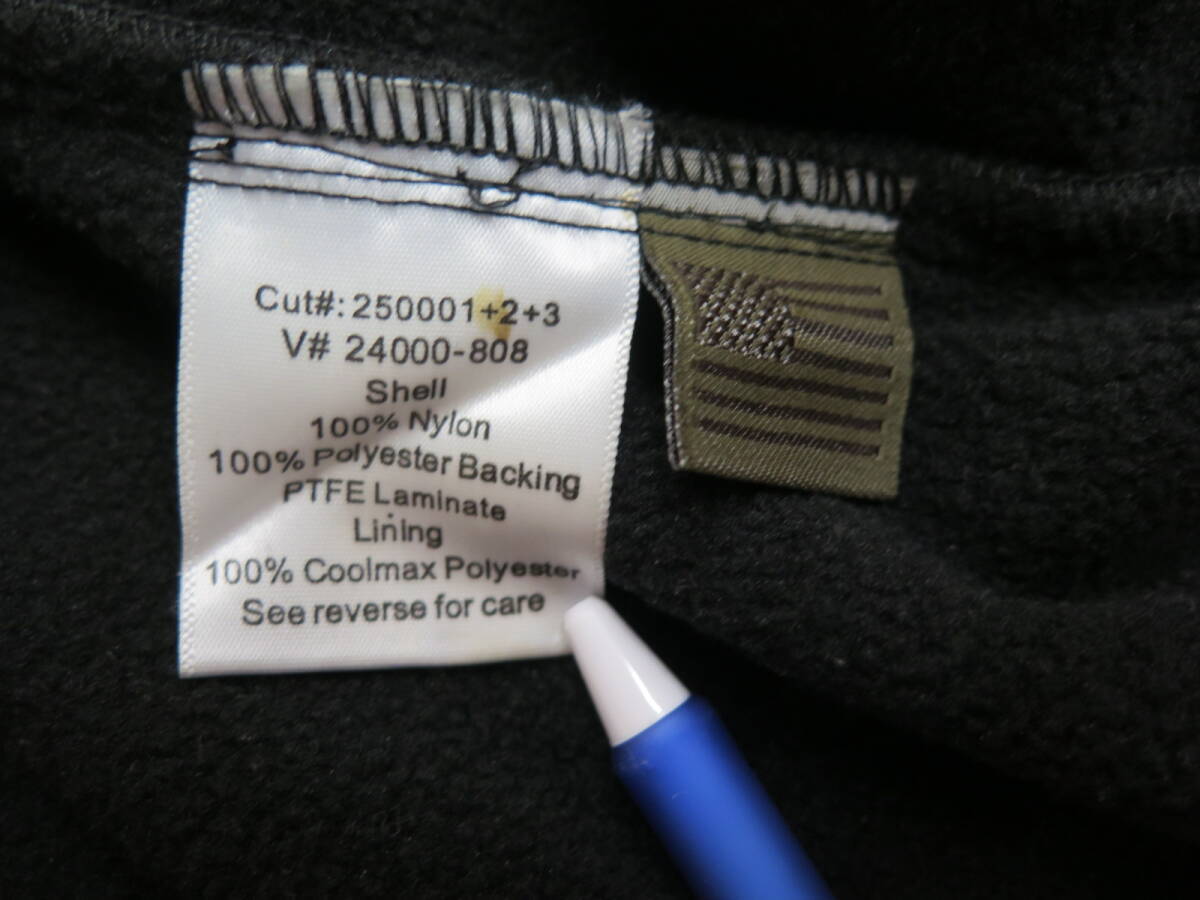 Cut#: 250001+2+3
V# 24000-808
Shell
100% Nylon
100% Polyester Backing
PTFE Laminate
Lining
100% Coolmax Polyester
See reverse for care